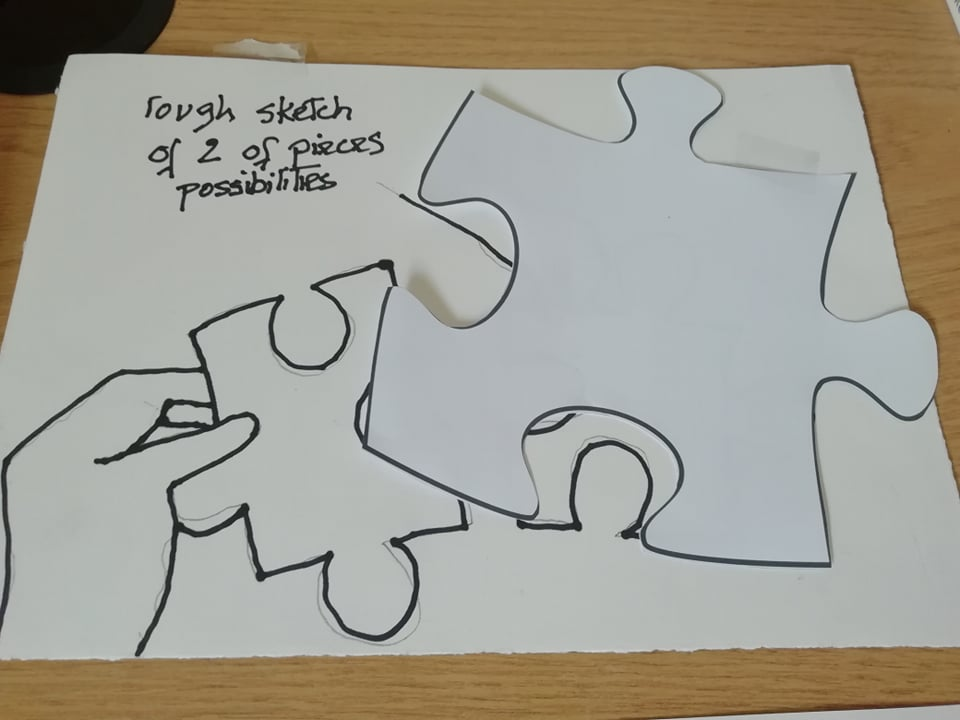 rough sketch
of 2 of pieces
possibilities